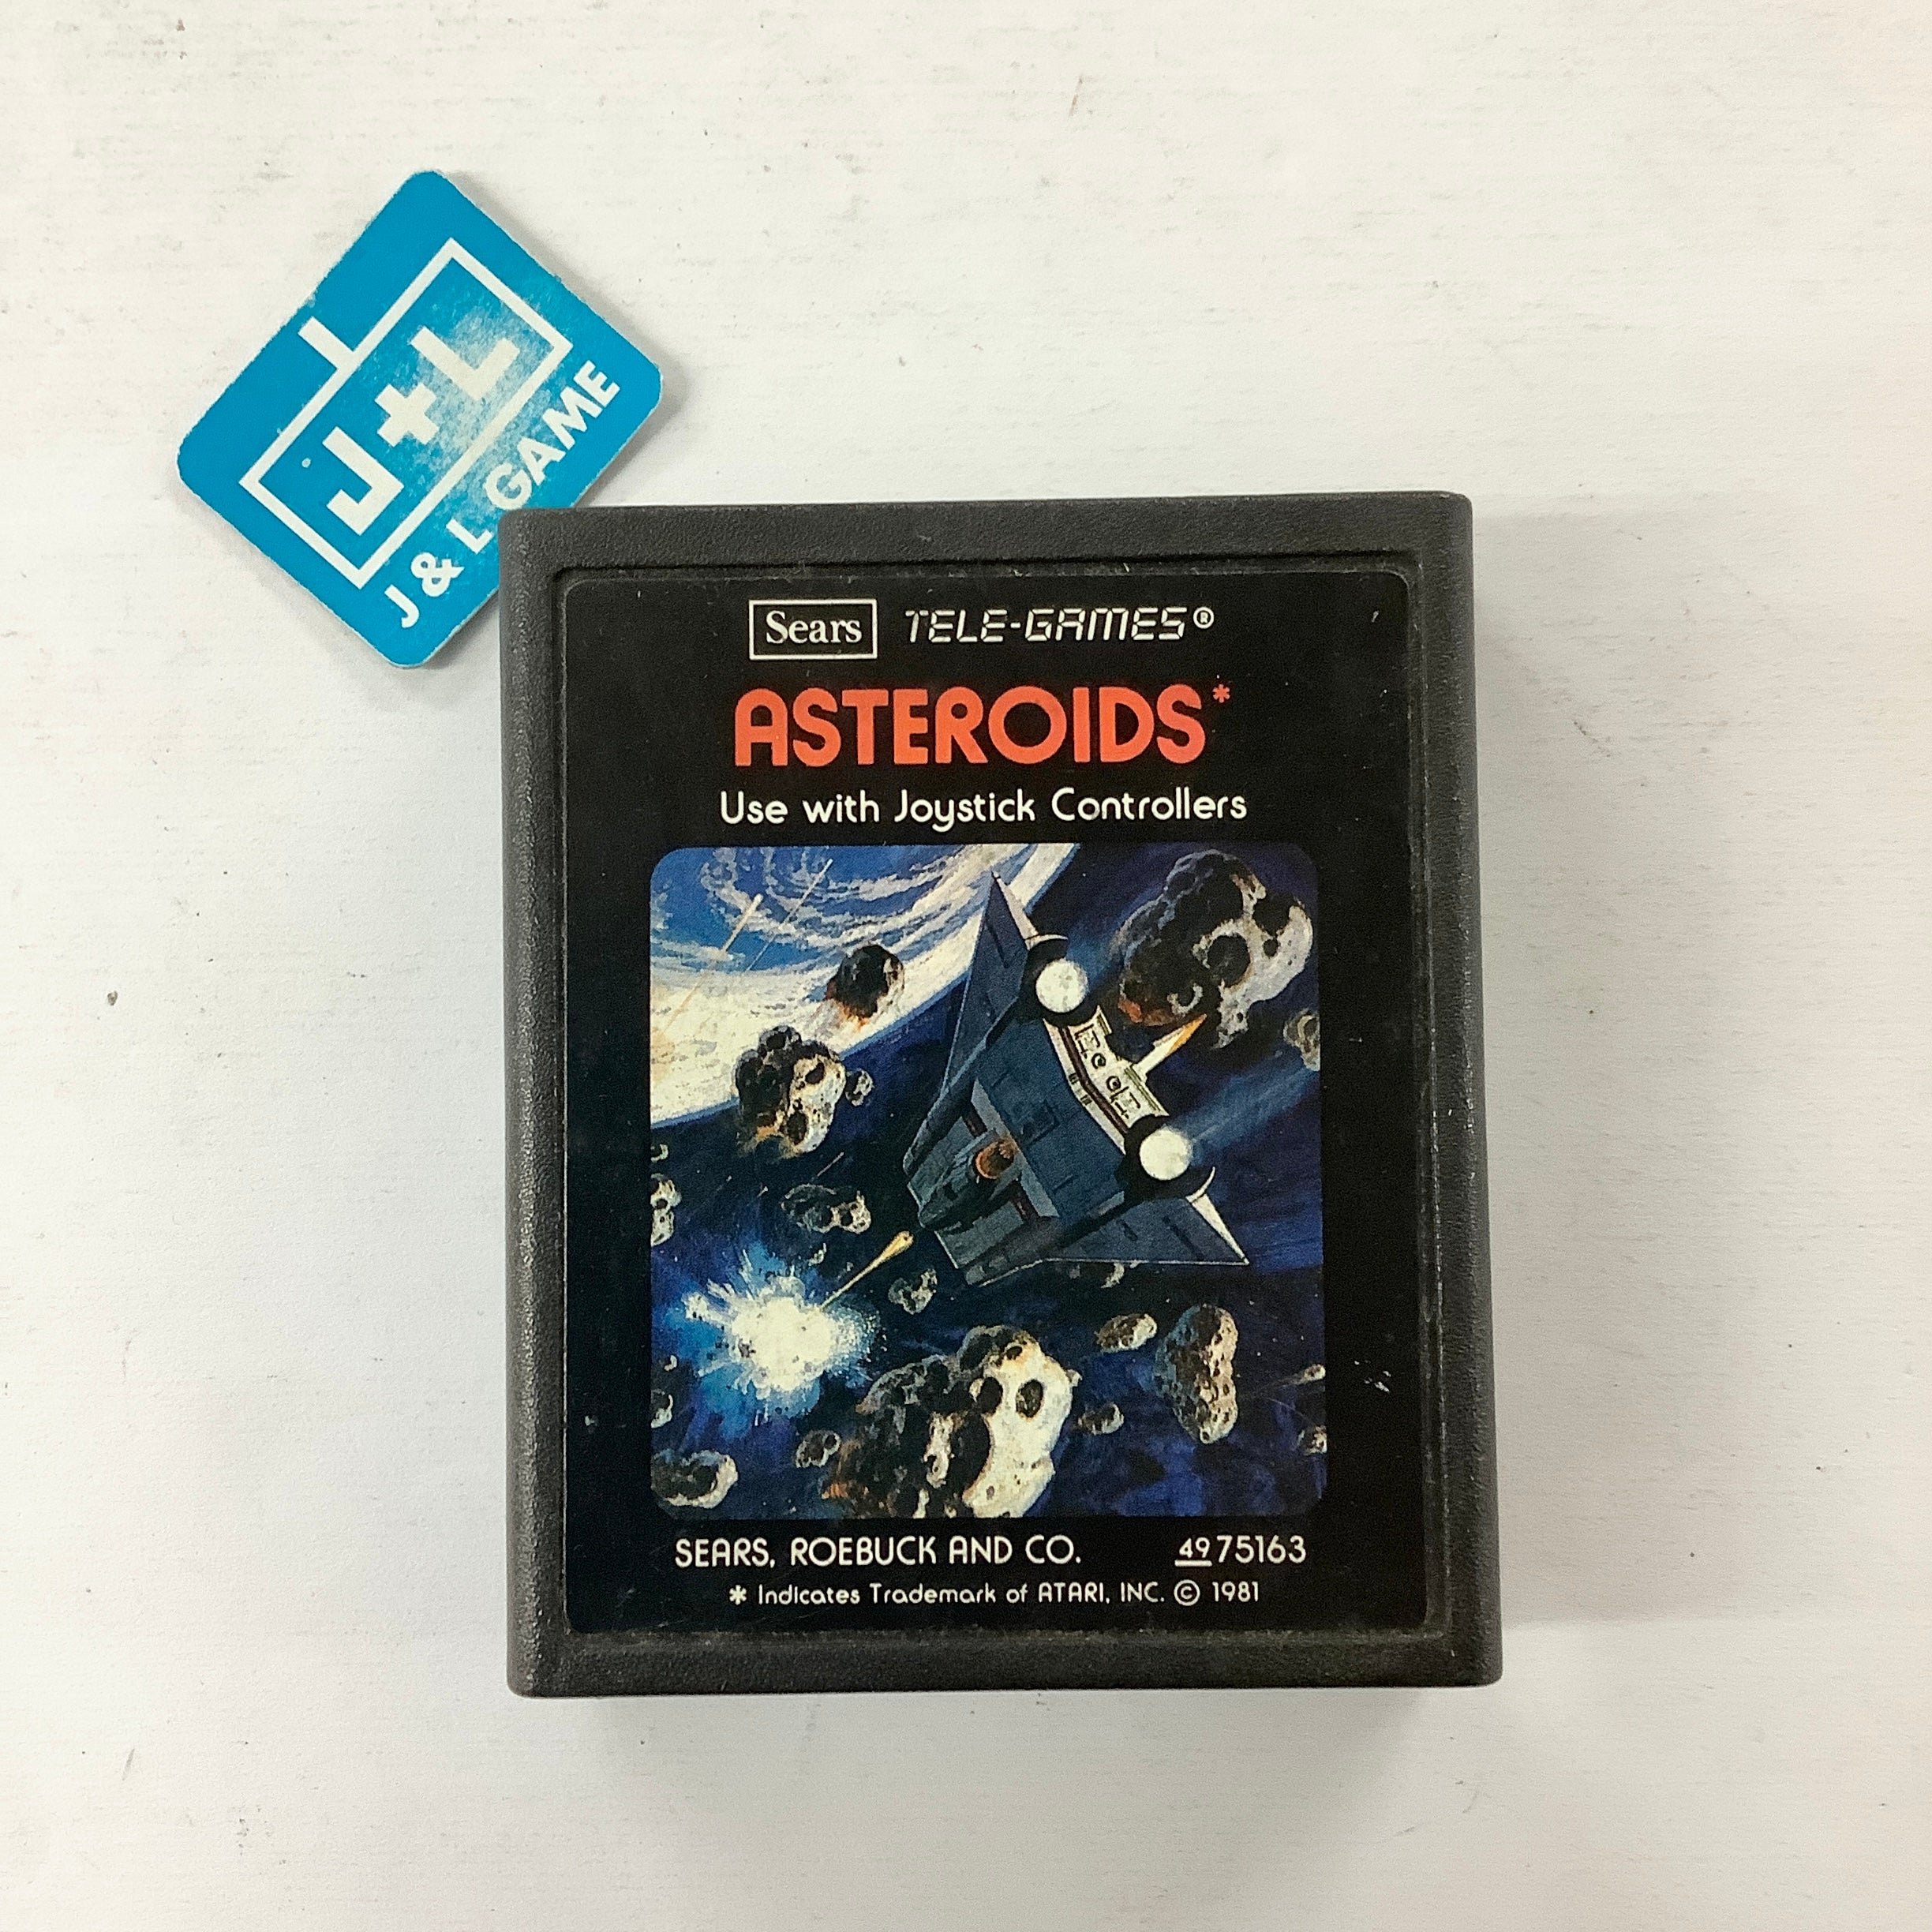 J+L
J & L GAME
Sears TELE-GAMES®
ASTEROIDS*
Use with Joystick Controllers
SEARS, ROEBUCK AND CO. 49 75163
* Indicates Trademark of ATARI, INC. © 1981